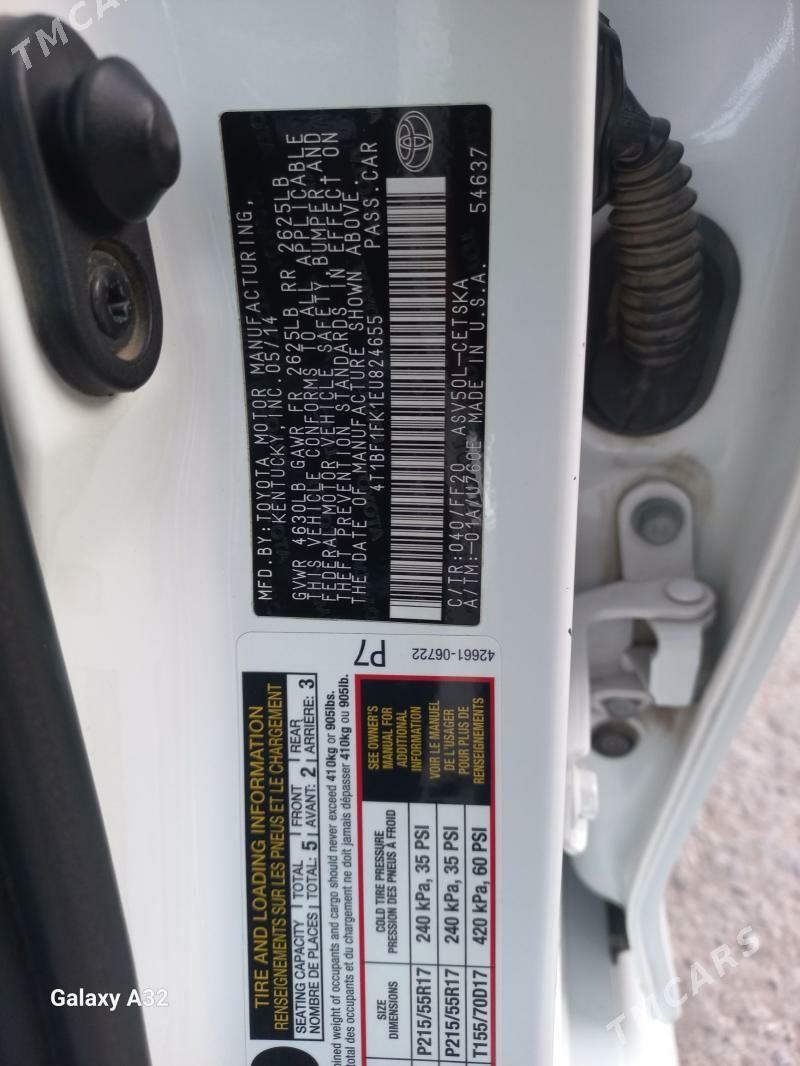 TMCARS
MFD.BY:TOYOTA MOTOR MANUFACTURING,
KENTUCKY, INC. 05/14
GVWR 4630LB GAWR FR 2625LB RR 2625LB
THIS VEHICLE CONFORMS TO ALL APPLICABLE
FEDERAL MOTOR VEHICLE SAFETY, BUMPER AND
THEFT PREVENTION STANDARDS IN EFFECT ON
THE DATE OF MANUFACTURE SHOWN ABOVE.
4T1BF1FK1EU824655 PASS.CAR
C/TR:040/FF20 ASV50L-CETSKA
A/TM:-01A/U760E MADE IN U.S.A. 54637
P7
42661-06722
TIRE AND LOADING INFORMATION
RENSEIGNEMENTS SUR LES PNEUS ET LE CHARGEMENT
SEATING CAPACITY | TOTAL | FRONT | REAR
NOMBRE DE PLACES | TOTAL: 5 | AVANT: 2 | ARRIÈRE: 3
weight of occupants and cargo should never exceed 410kg or 905lbs.
total des occupants et du chargement ne doit jamais dépasser 410kg ou 905lb.
SIZE
DIMENSIONS
COLD TIRE PRESSURE
PRESSION DES PNEUS À FROID
SEE OWNER'S
MANUAL FOR
ADDITIONAL
INFORMATION
VOIR LE MANUEL
DE L'USAGER
POUR PLUS DE
RENSEIGNEMENTS
P215/55R17 240 kPa, 35 PSI
P215/55R17 240 kPa, 35 PSI
T155/70D17 420 kPa, 60 PSI
Galaxy A32
TMCARS